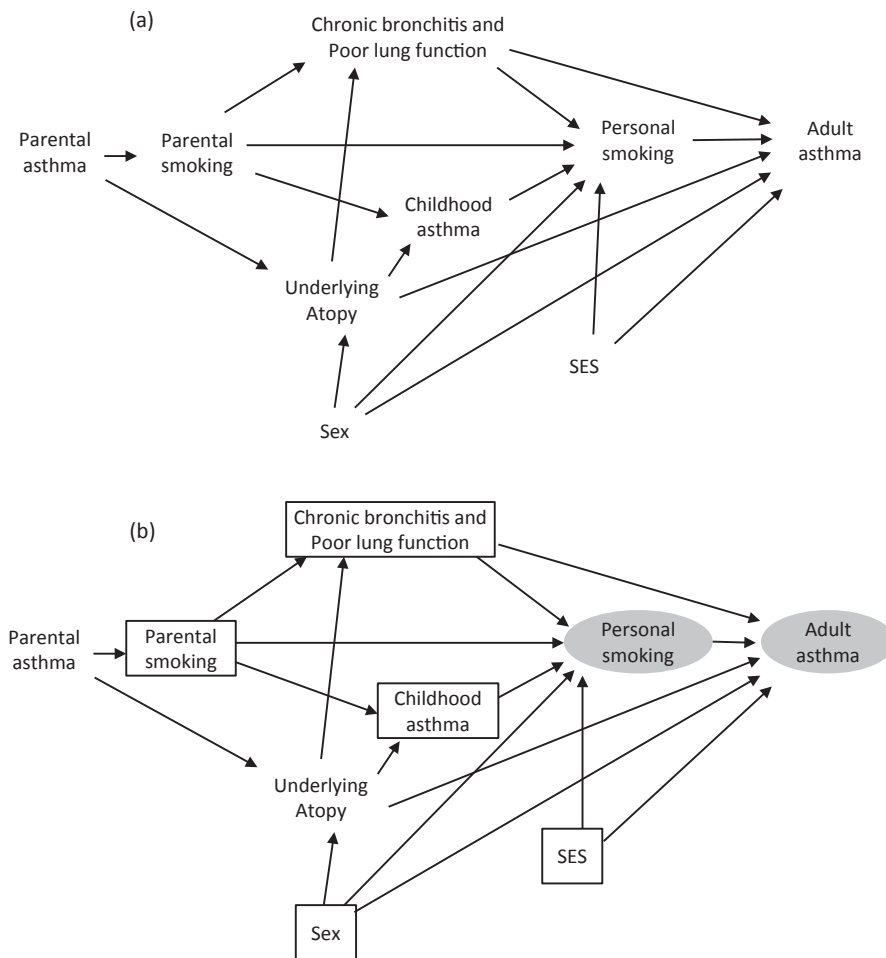 (a)
Chronic bronchitis and
Poor lung function
Parental
asthma
Parental
smoking
Personal
smoking
Adult
asthma
Childhood
asthma
Underlying
Atopy
SES
Sex
(b)
Chronic bronchitis and
Poor lung function
Parental
asthma
Parental
smoking
Personal
smoking
Adult
asthma
Childhood
asthma
Underlying
Atopy
SES
Sex